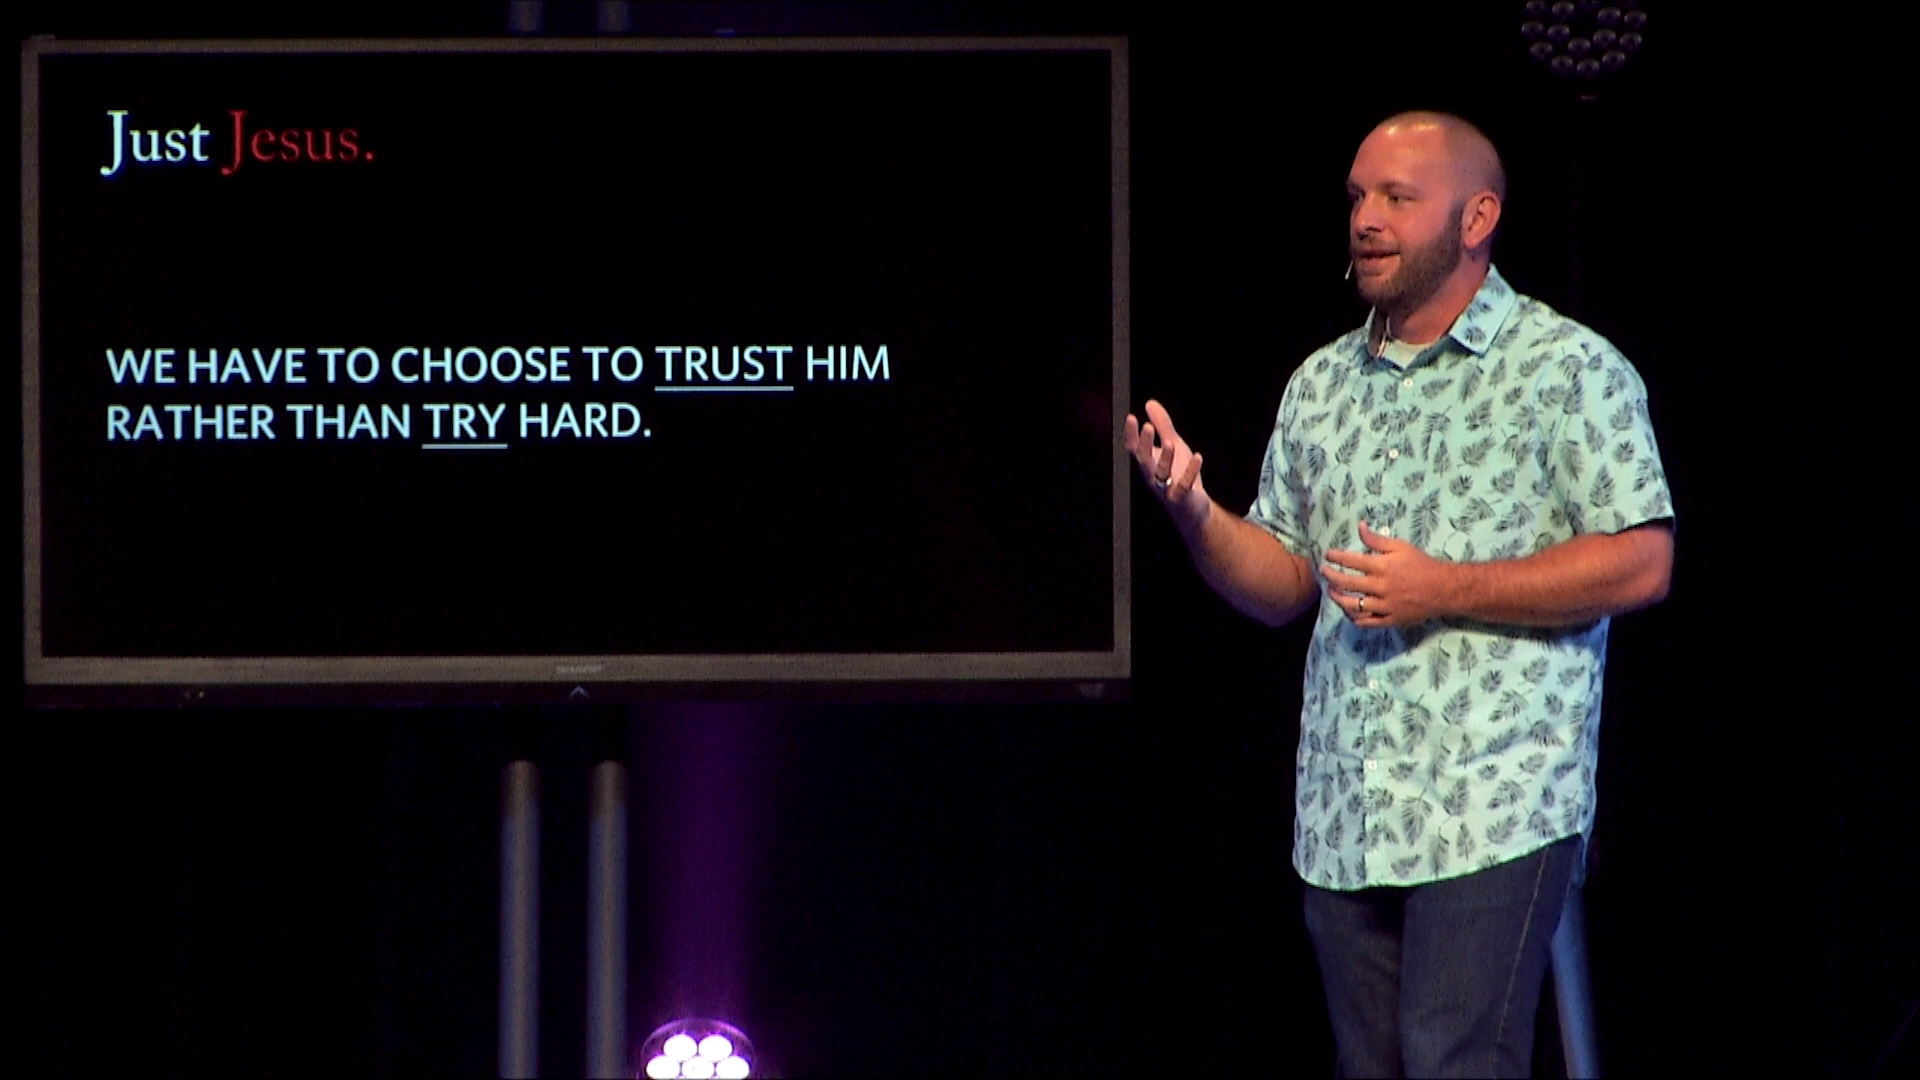 Just Jesus.
WE HAVE TO CHOOSE TO TRUST HIM
RATHER THAN TRY HARD.